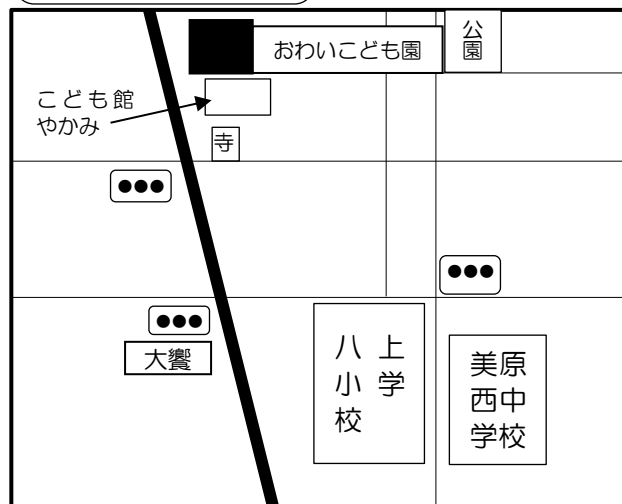 おわいこども園
公園
こども館
やかみ
寺
大饗
八上
小学
校
美原
西中
学校